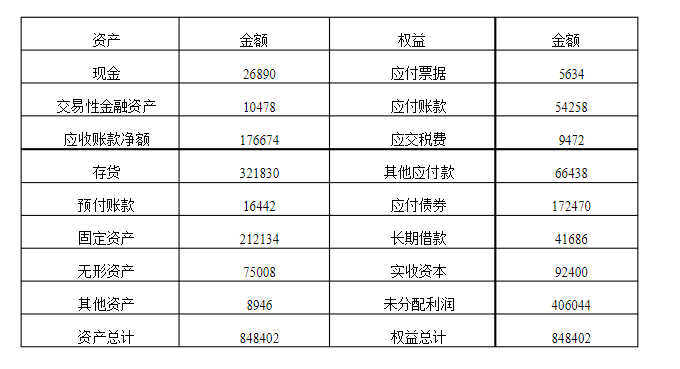 资产 金额 权益 金额
现金 26890 应付票据 5634
交易性金融资产 10478 应付账款 54258
应收账款净额 176674 应交税费 9472
存货 321830 其他应付款 66438
预付账款 16442 应付债券 172470
固定资产 212134 长期借款 41686
无形资产 75008 实收资本 92400
其他资产 8946 未分配利润 406044
资产总计 848402 权益总计 848402